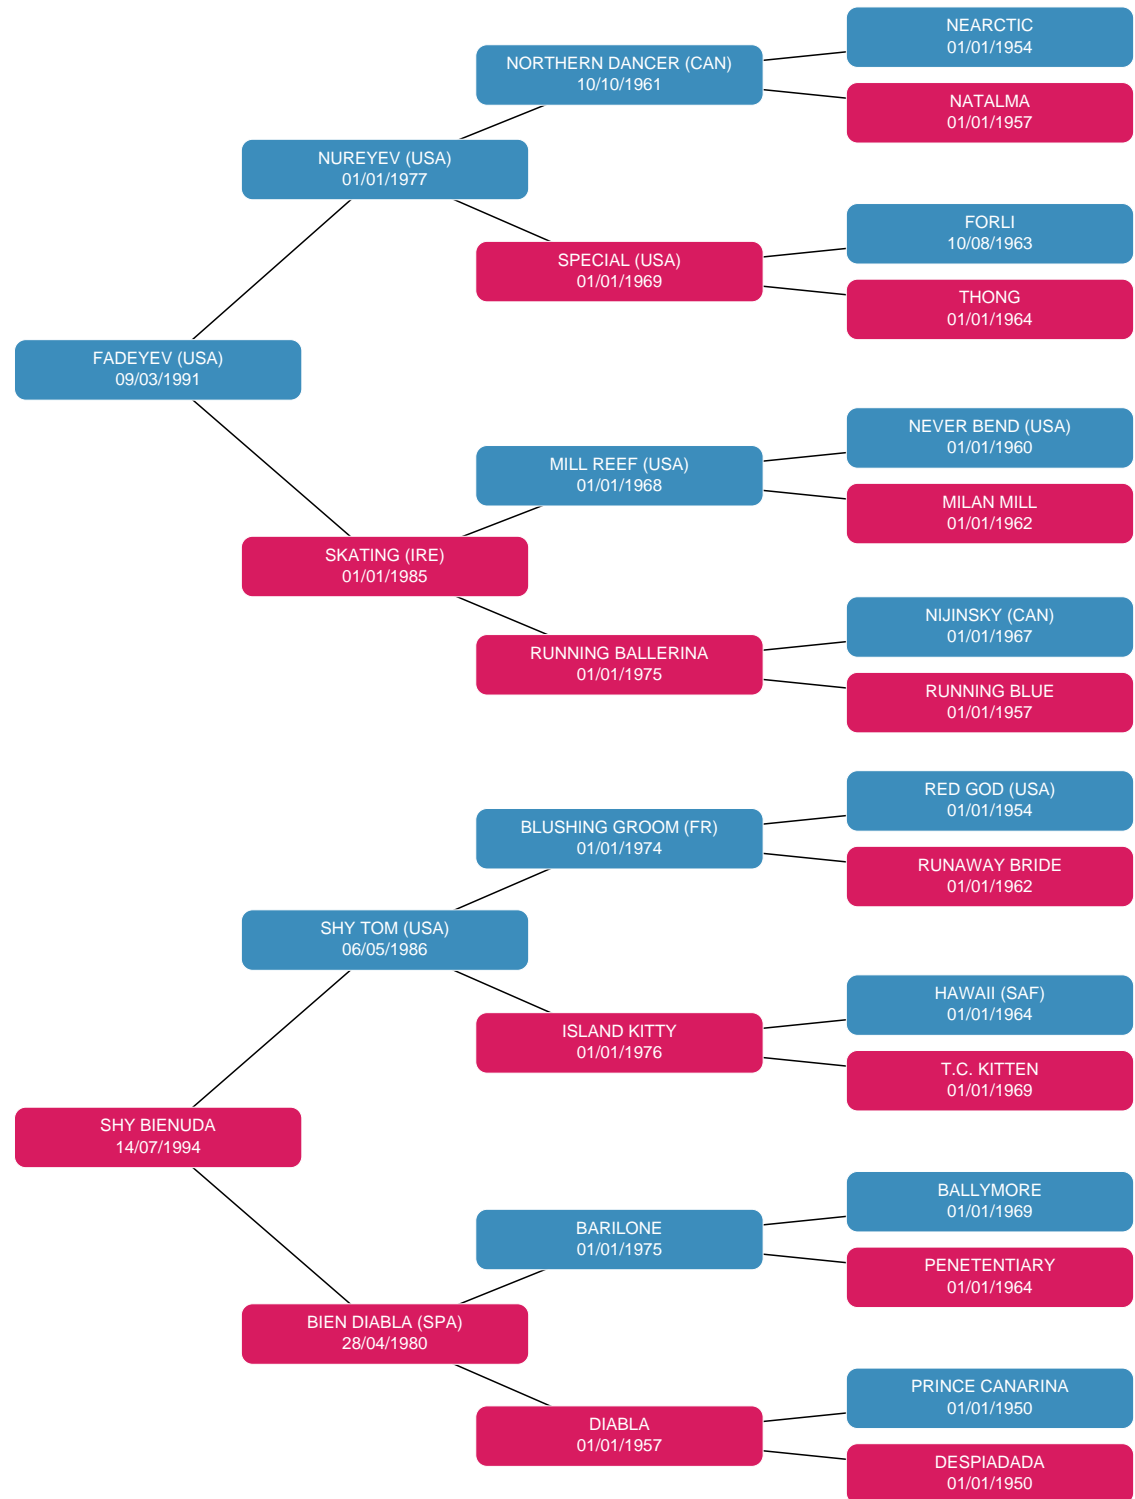 NEARCTIC
01/01/1954
NORTHERN DANCER (CAN)
10/10/1961
NATALMA
01/01/1957
NUREYEV (USA)
01/01/1977
FORLI
10/08/1963
SPECIAL (USA)
01/01/1969
THONG
01/01/1964
FADEYEV (USA)
09/03/1991
NEVER BEND (USA)
01/01/1960
MILL REEF (USA)
01/01/1968
MILAN MILL
01/01/1962
SKATING (IRE)
01/01/1985
NIJINSKY (CAN)
01/01/1967
RUNNING BALLERINA
01/01/1975
RUNNING BLUE
01/01/1957
RED GOD (USA)
01/01/1954
BLUSHING GROOM (FR)
01/01/1974
RUNAWAY BRIDE
01/01/1962
SHY TOM (USA)
06/05/1986
HAWAII (SAF)
01/01/1964
ISLAND KITTY
01/01/1976
T.C. KITTEN
01/01/1969
SHY BIENUDA
14/07/1994
BALLYMORE
01/01/1969
BARILONE
01/01/1975
PENETENTIARY
01/01/1964
BIEN DIABLA (SPA)
28/04/1980
PRINCE CANARINA
01/01/1950
DIABLA
01/01/1957
DESPIADADA
01/01/1950